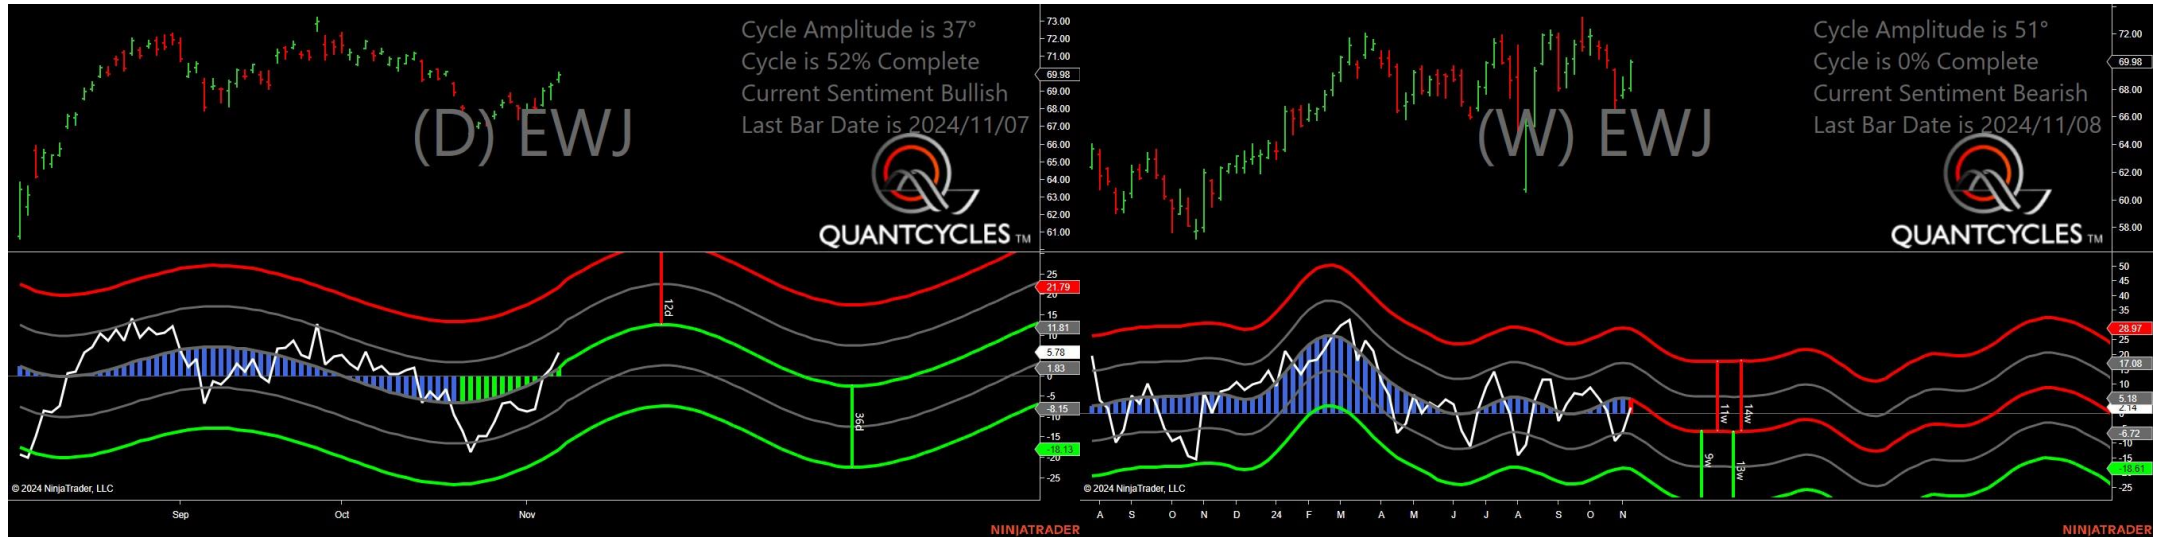 Cycle Amplitude is 37°
Cycle is 52% Complete
Current Sentiment Bullish
Last Bar Date is 2024/11/07
(D) EWJ
QUANTCYCLES TM
73.00
72.00
71.00
69.98
69.00
68.00
67.00
66.00
65.00
64.00
63.00
62.00
61.00
25
21.79
20
15
11.81
10
5.78
1.83
0
-5
-8.15
-10
-15
-18.13
-20
-25
12d
36d
© 2024 NinjaTrader, LLC
Sep
Oct
Nov
NINJATRADER
Cycle Amplitude is 51°
Cycle is 0% Complete
Current Sentiment Bearish
Last Bar Date is 2024/11/08
(W) EWJ
QUANTCYCLES TM
72.00
69.98
68.00
66.00
64.00
62.00
60.00
58.00
50
45
40
35
28.97
25
20
17.08
15
10
5.18
2.14
-6.72
-10
-15
-18.61
-25
11w
14w
9w
13w
© 2024 NinjaTrader, LLC
A S O N D 24 F M A M J J A S O N
NINJATRADER